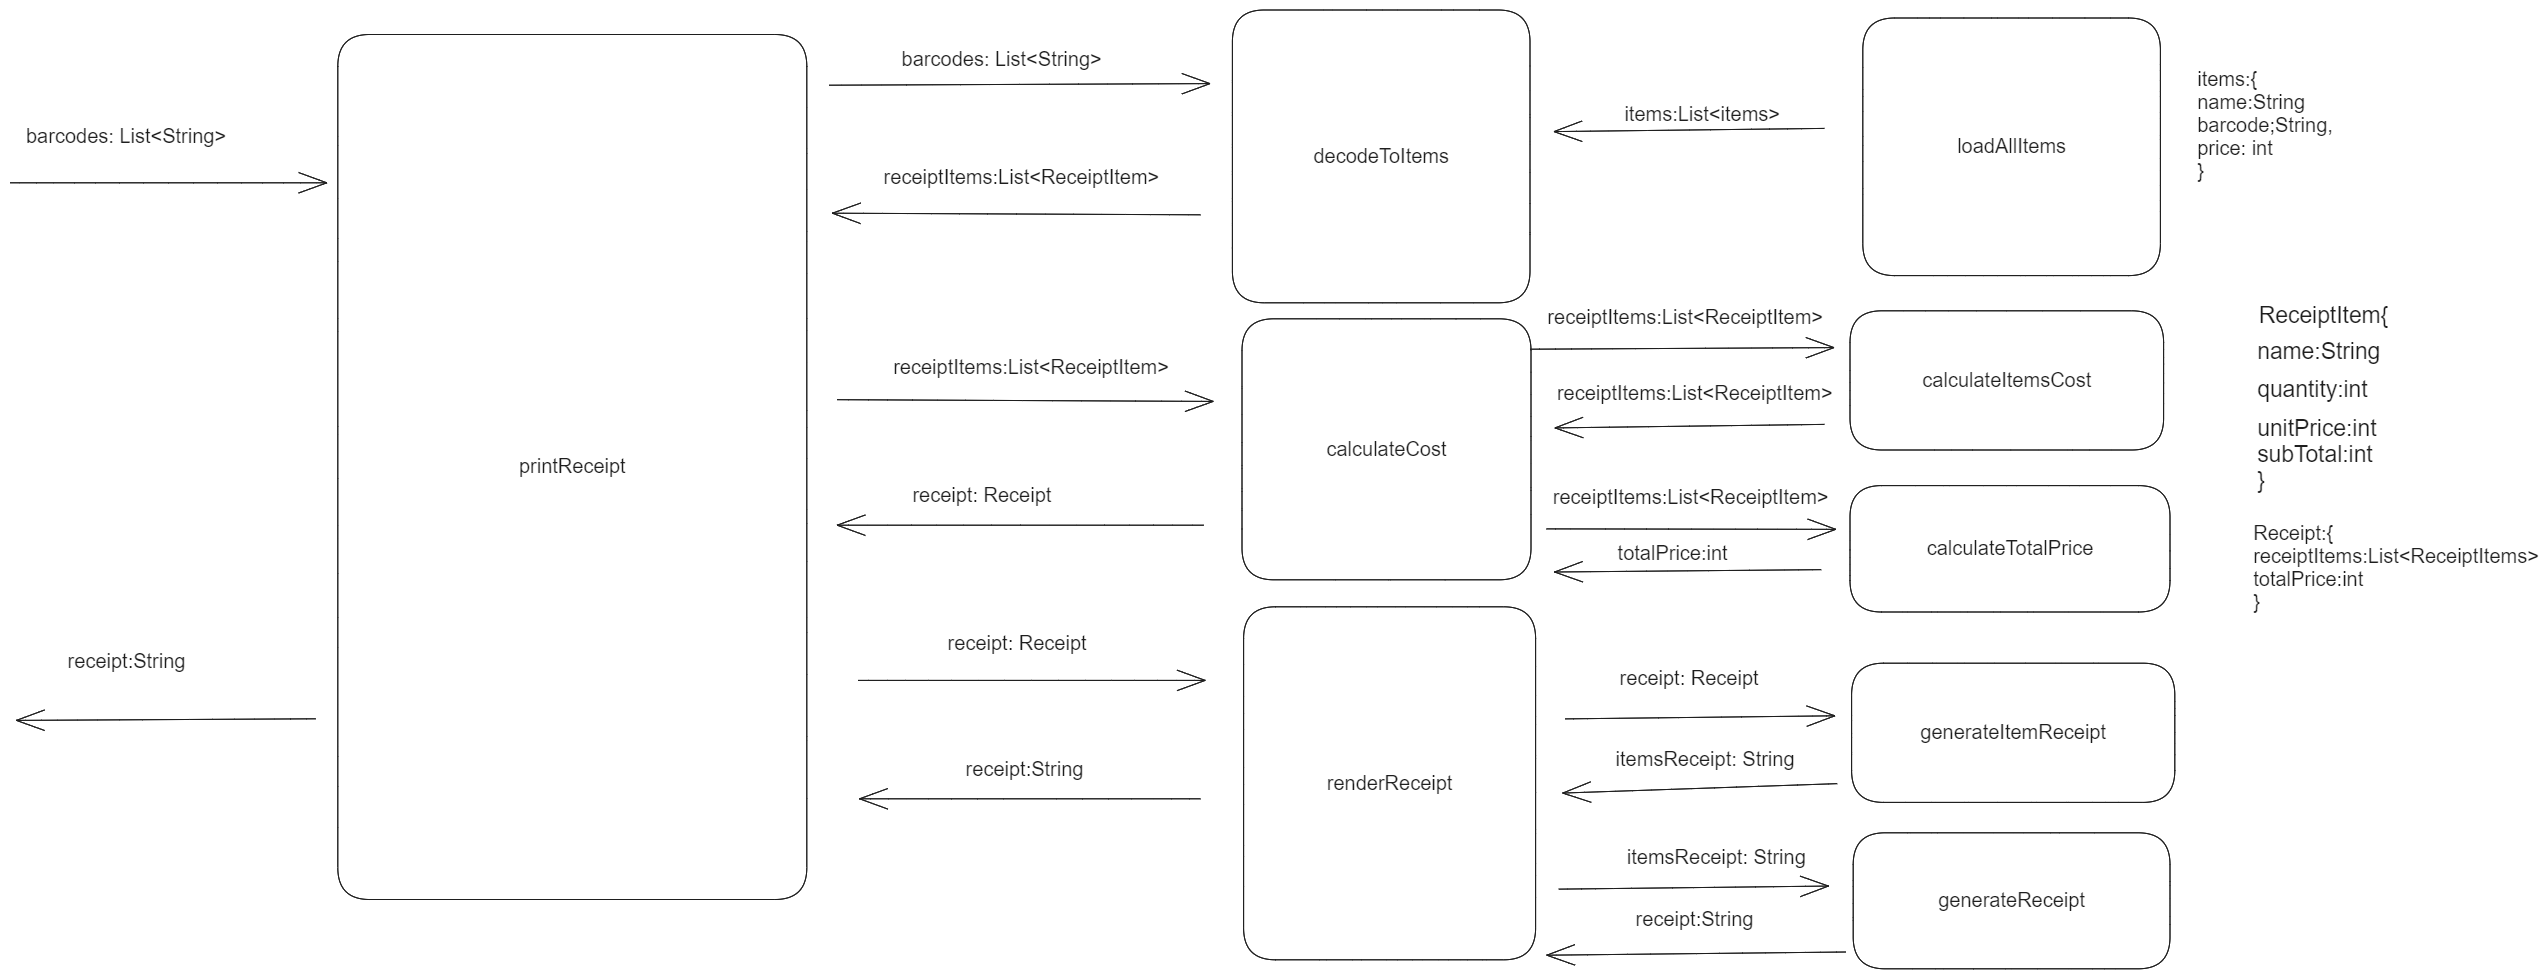 barcodes: List<String>
receipt:String
printReceipt
barcodes: List<String>
receiptItems:List<ReceiptItem>
receiptItems:List<ReceiptItem>
receipt: Receipt
receipt: Receipt
receipt:String
decodeToItems
calculateCost
renderReceipt
items:List<items>
receiptItems:List<ReceiptItem>
receiptItems:List<ReceiptItem>
receiptItems:List<ReceiptItem>
totalPrice:int
receipt: Receipt
itemsReceipt: String
itemsReceipt: String
receipt:String
loadAllItems
calculateItemsCost
calculateTotalPrice
generateItemReceipt
generateReceipt
items:{
name:String
barcode;String,
price: int
}
ReceiptItem{
name:String
quantity:int
unitPrice:int
subTotal:int
}
Receipt:{
receiptItems:List<ReceiptItems>
totalPrice:int
}